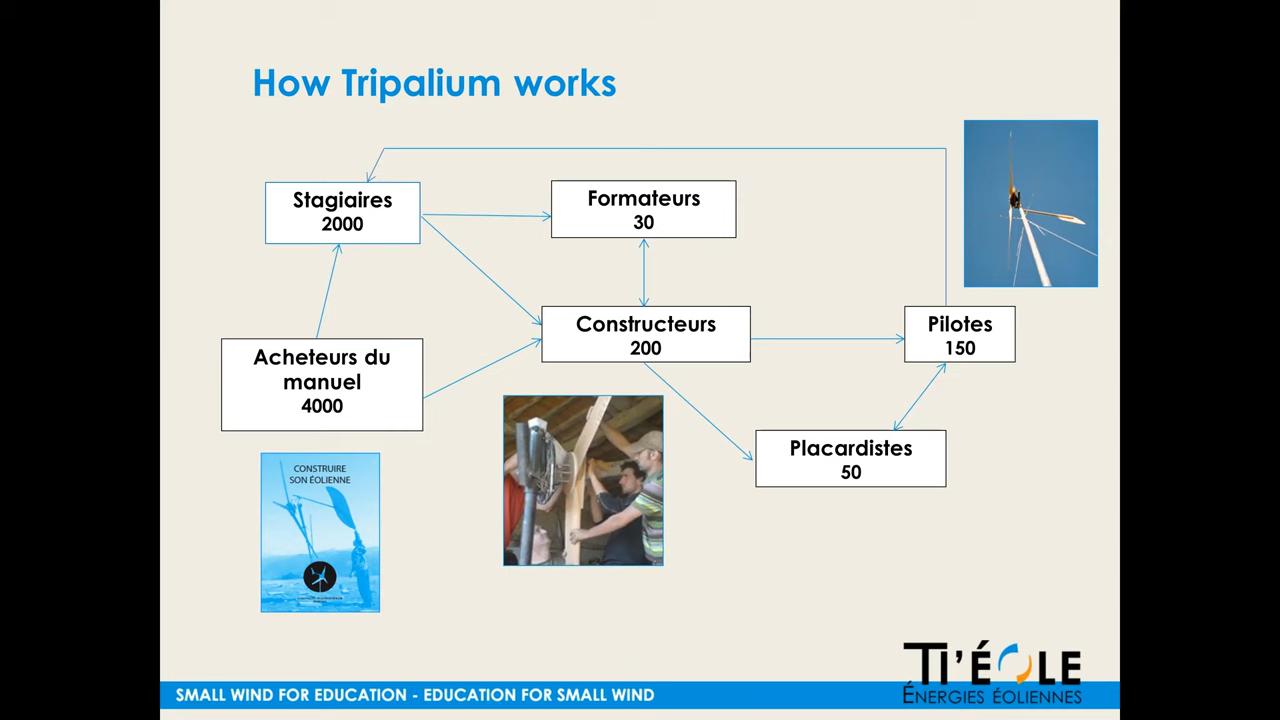 How Tripalium works
Stagiaires
2000
Formateurs
30
Constructeurs
200
Pilotes
150
Acheteurs du
manuel
4000
Placardistes
50
CONSTRUIRE
SON ÉOLIENNE
TI'ÉOLE
ÉNERGIES ÉOLIENNES
SMALL WIND FOR EDUCATION - EDUCATION FOR SMALL WIND